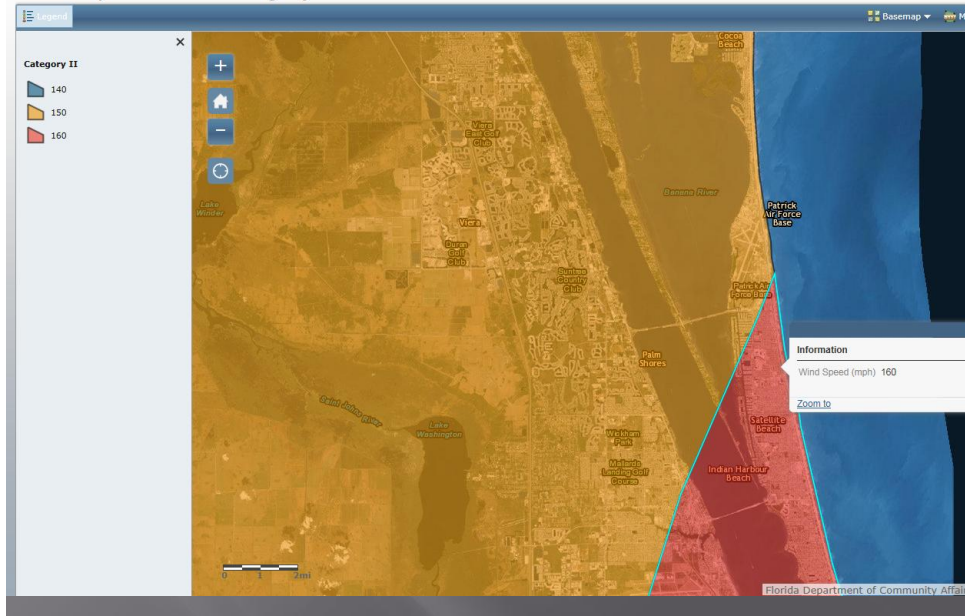 Legend
Basemap
Category II
140
150
160
Cocoa
Beach
Viera
East Golf
Club
Banana River
Lake
Winder
Patrick
Air Force
Base
Viera
Duran
Golf
Club
Suntree
Country
Club
Patrick Air
Force Base
Information
Wind Speed (mph) 160
Zoom to
Palm
Shores
Saint Johns River
Lake
Washington
Satellite
Beach
Wickham
Park
Mallards
Landing Golf
Course
Indian Harbour
Beach
0 1 2mi
Florida Department of Community Affai